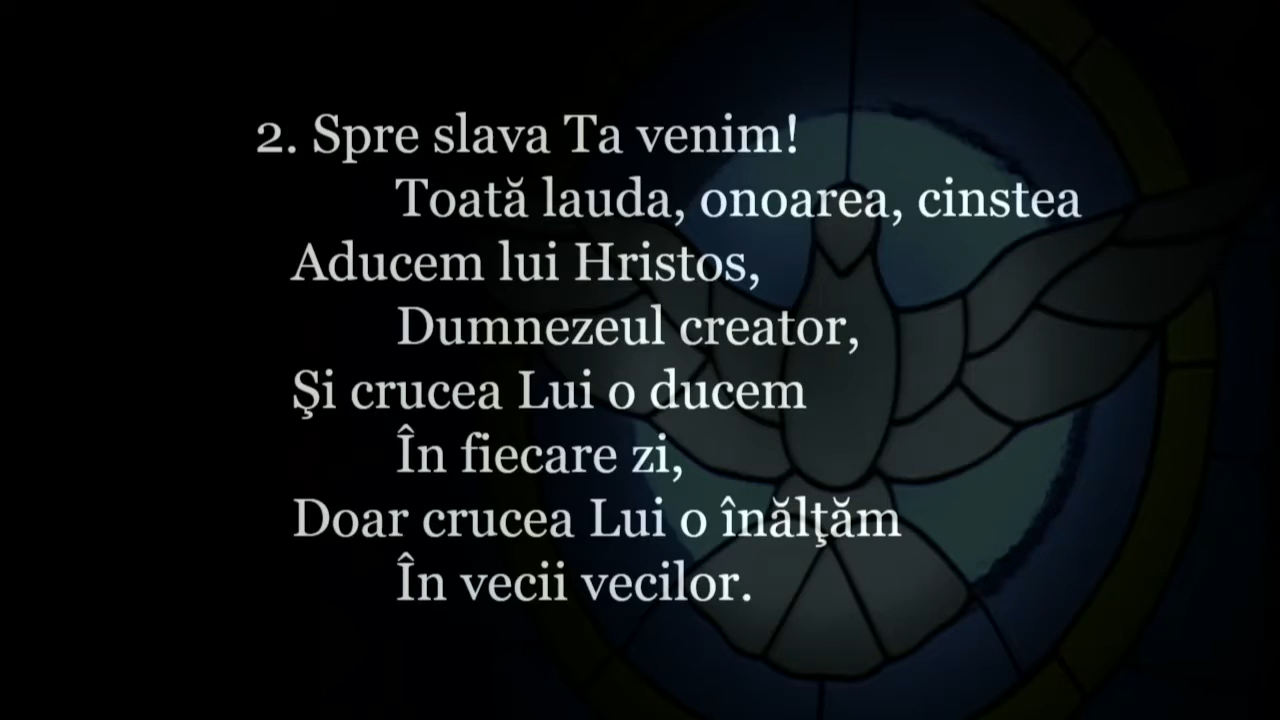 2. Spre slava Ta venim!
Toată lauda, onoarea, cinstea
Aducem lui Hristos,
Dumnezeul creator,
Şi crucea Lui o ducem
În fiecare zi,
Doar crucea Lui o înălţăm
În vecii vecilor.